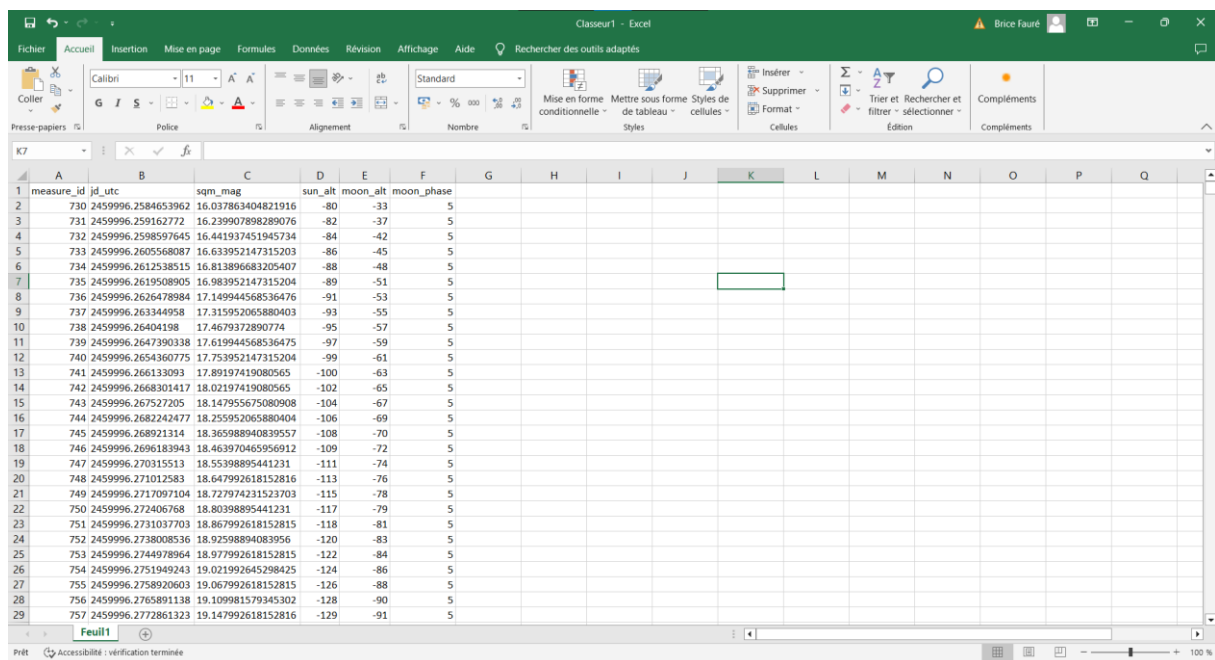 Classeur1 - Excel
Brice Fauré
Fichier Accueil Insertion Mise en page Formules Données Révision Affichage Aide Rechercher des outils adaptés
Coller
Calibri 11 A A
G I S A
ab
Standard
% 000
Mise en forme conditionnelle
Mettre sous forme de tableau
Styles de cellules
Insérer
Supprimer
Format
Trier et filtrer
Rechercher et sélectionner
Compléments
Presse-papiers Police Alignement Nombre Styles Cellules Édition Compléments
K7 fx
A B C D E F G H I J K L M N O P Q
1 measure_id jd_utc sqm_mag sun_alt moon_alt moon_phase
2 730 2459996.2584653962 16.037863404821916 -80 -33 5
3 731 2459996.259162772 16.239907898289076 -82 -37 5
4 732 2459996.2598597645 16.441937451945734 -84 -42 5
5 733 2459996.2605568087 16.633952147315203 -86 -45 5
6 734 2459996.2612538515 16.813896683205407 -88 -48 5
7 735 2459996.2619508905 16.983952147315204 -89 -51 5
8 736 2459996.2626478984 17.149944568536476 -91 -53 5
9 737 2459996.263344958 17.315952065880403 -93 -55 5
10 738 2459996.26404198 17.4679372890774 -95 -57 5
11 739 2459996.2647390338 17.619944568536475 -97 -59 5
12 740 2459996.2654360775 17.753952147315204 -99 -61 5
13 741 2459996.266133093 17.89197419080565 -100 -63 5
14 742 2459996.2668301417 18.02197419080565 -102 -65 5
15 743 2459996.267527205 18.147955675080908 -104 -67 5
16 744 2459996.2682242477 18.255952065880404 -106 -69 5
17 745 2459996.268921314 18.365988940839557 -108 -70 5
18 746 2459996.2696183943 18.463970465956912 -109 -72 5
19 747 2459996.270315513 18.55398895441231 -111 -74 5
20 748 2459996.271012583 18.647992618152816 -113 -76 5
21 749 2459996.2717097104 18.727974231523703 -115 -78 5
22 750 2459996.272406768 18.80398895441231 -117 -79 5
23 751 2459996.2731037703 18.867992618152815 -118 -81 5
24 752 2459996.2738008536 18.92598894083956 -120 -83 5
25 753 2459996.2744978964 18.977992618152815 -122 -84 5
26 754 2459996.2751949243 19.021992645298425 -124 -86 5
27 755 2459996.2758920603 19.067992618152815 -126 -88 5
28 756 2459996.2765891138 19.109981579345302 -128 -90 5
29 757 2459996.2772861323 19.147992618152816 -129 -91 5
Feuil1
Prêt Accessibilité : vérification terminée 100 %